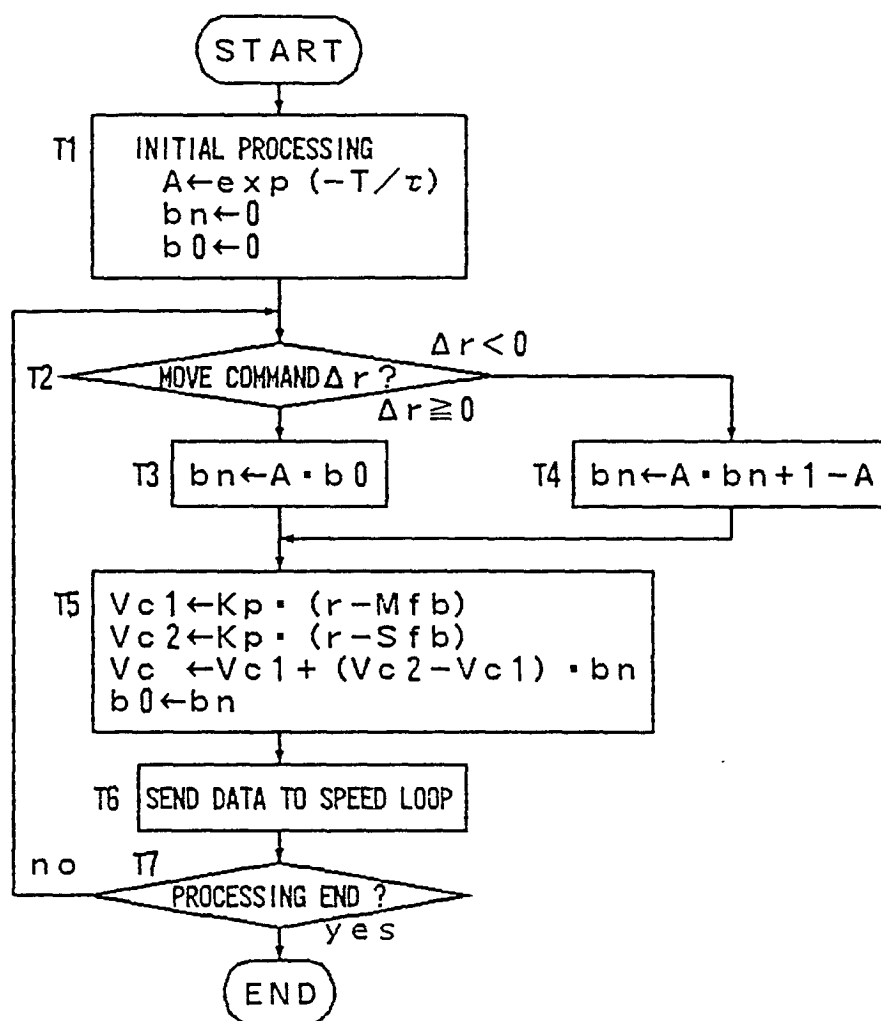 START
T1
INITIAL PROCESSING
A←exp (−T/τ)
bn←0
b0←0
Δr<0
T2
MOVE COMMAND Δr ?
Δr≧0
T3
bn←A・b0
T4
bn←A・bn+1−A
T5
Vc1←Kp・(r−Mfb)
Vc2←Kp・(r−Sfb)
Vc ←Vc1+(Vc2−Vc1)・bn
b0←bn
T6
SEND DATA TO SPEED LOOP
no
T7
PROCESSING END ?
yes
END